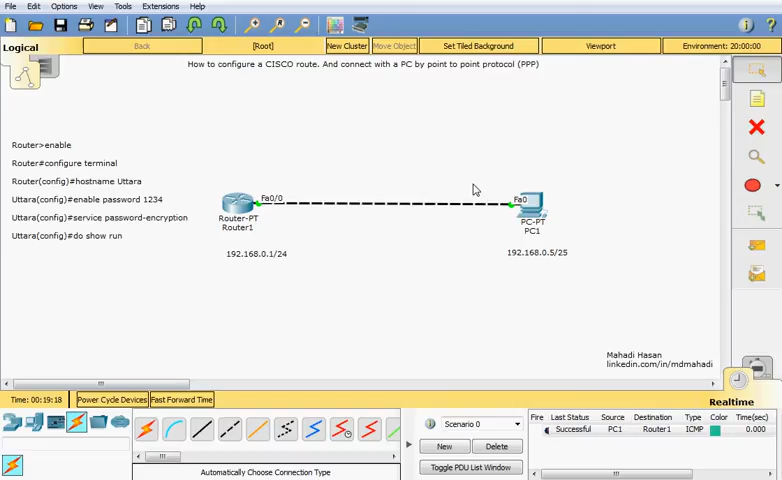 File Edit Options View Tools Extensions Help
Logical
Back
[Root]
New Cluster
Move Object
Set Tiled Background
Viewport
Environment: 20:00:00
How to configure a CISCO route. And connect with a PC by point to point protocol (PPP)
Router>enable
Router#configure terminal
Router(config)#hostname Uttara
Uttara(config)#enable password 1234
Uttara(config)#service password-encryption
Uttara(config)#do show run
Fa0/0
Router-PT
Router1
192.168.0.1/24
Fa0
PC-PT
PC1
192.168.0.5/25
Mahadi Hasan
linkedin.com/in/mdmahadi
Time: 00:19:18
Power Cycle Devices
Fast Forward Time
Realtime
Scenario 0
New
Delete
Toggle PDU List Window
Fire Last Status Source Destination Type Color Time(sec)
Successful PC1 Router1 ICMP 0.000
Automatically Choose Connection Type